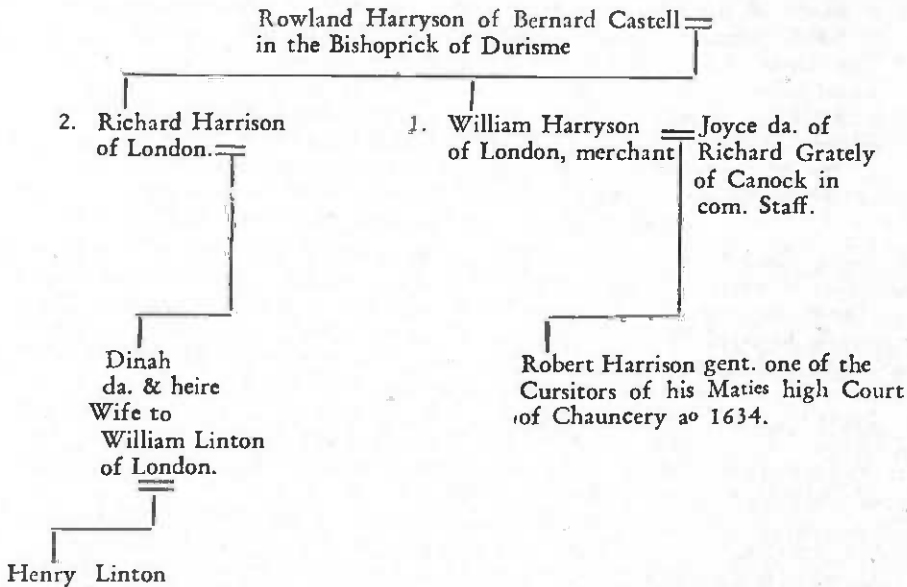 Rowland Harryson of Bernard Castell
in the Bishoprick of Durisme
2. Richard Harrison
of London.
1. William Harryson
of London, merchant
Joyce da. of
Richard Grately
of Canock in
com. Staff.
Dinah
da. & heire
Wife to
William Linton
of London.
Robert Harrison gent. one of the
Cursitors of his Maties high Court
of Chauncery ao 1634.
Henry Linton